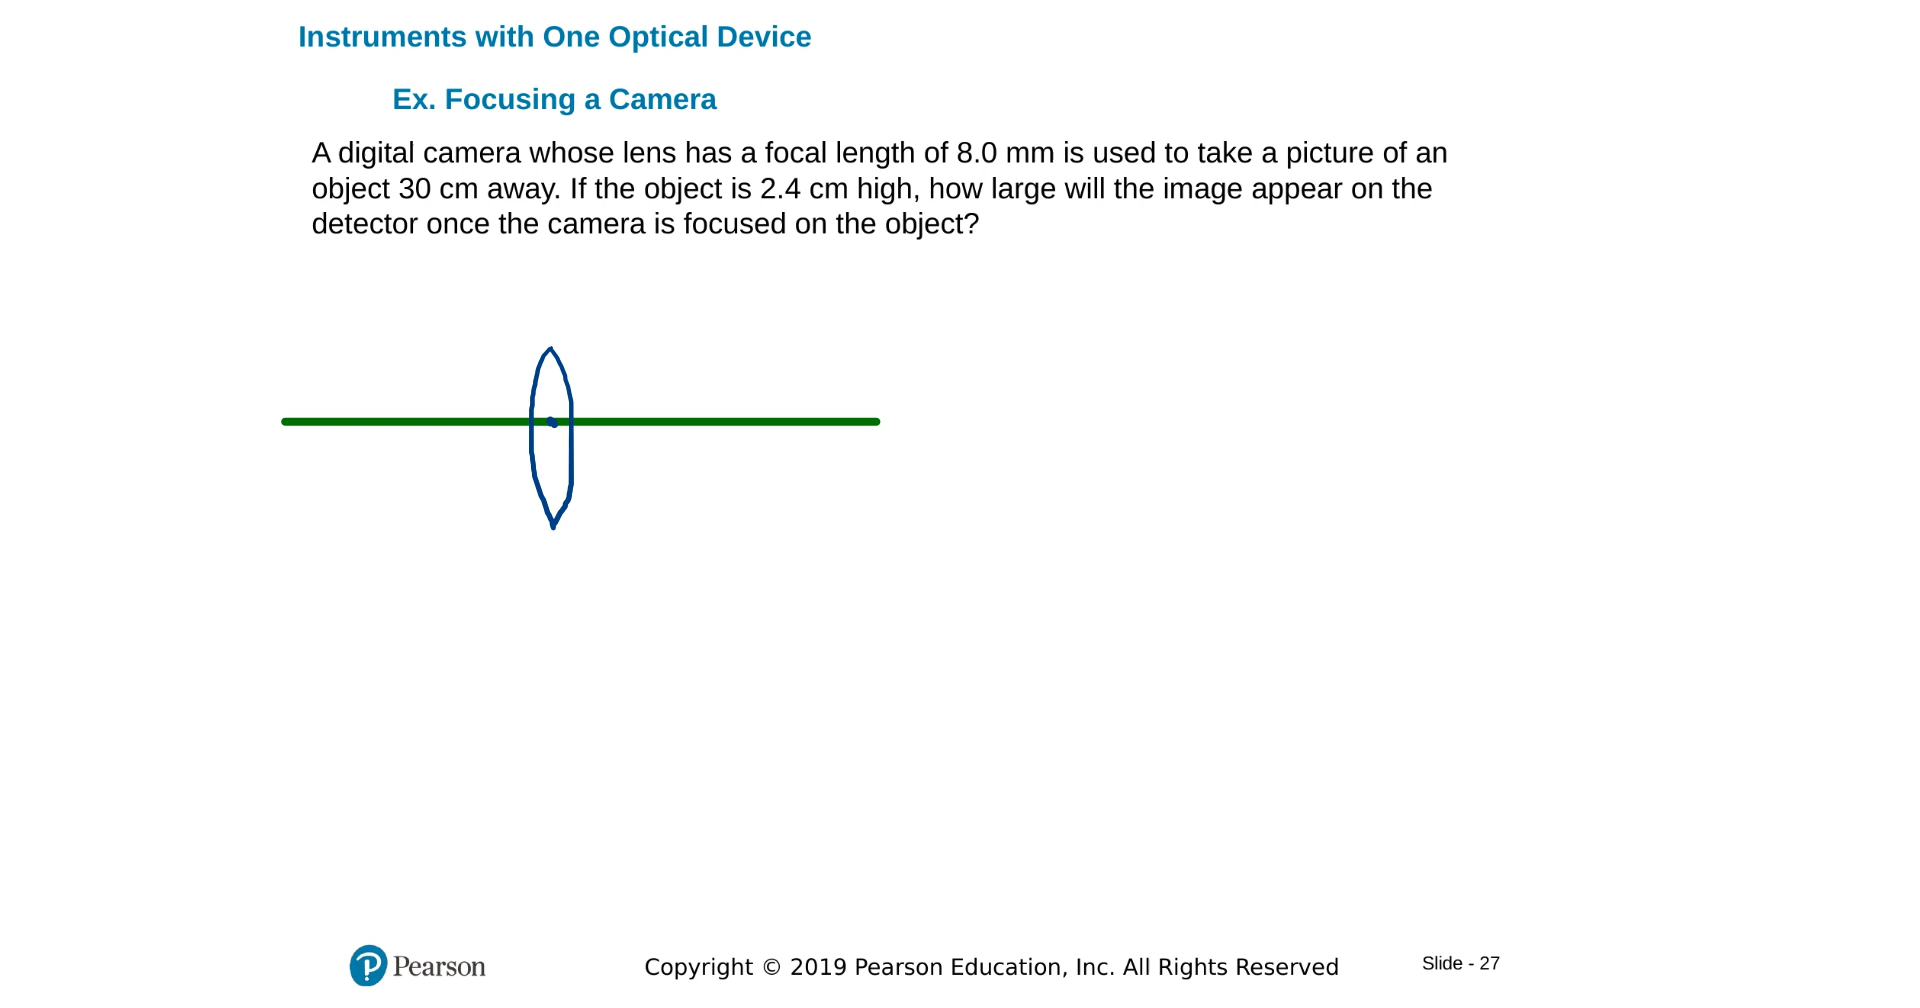 Instruments with One Optical Device
Ex. Focusing a Camera
A digital camera whose lens has a focal length of 8.0 mm is used to take a picture of an
object 30 cm away. If the object is 2.4 cm high, how large will the image appear on the
detector once the camera is focused on the object?
Pearson
Copyright © 2019 Pearson Education, Inc. All Rights Reserved
Slide - 27